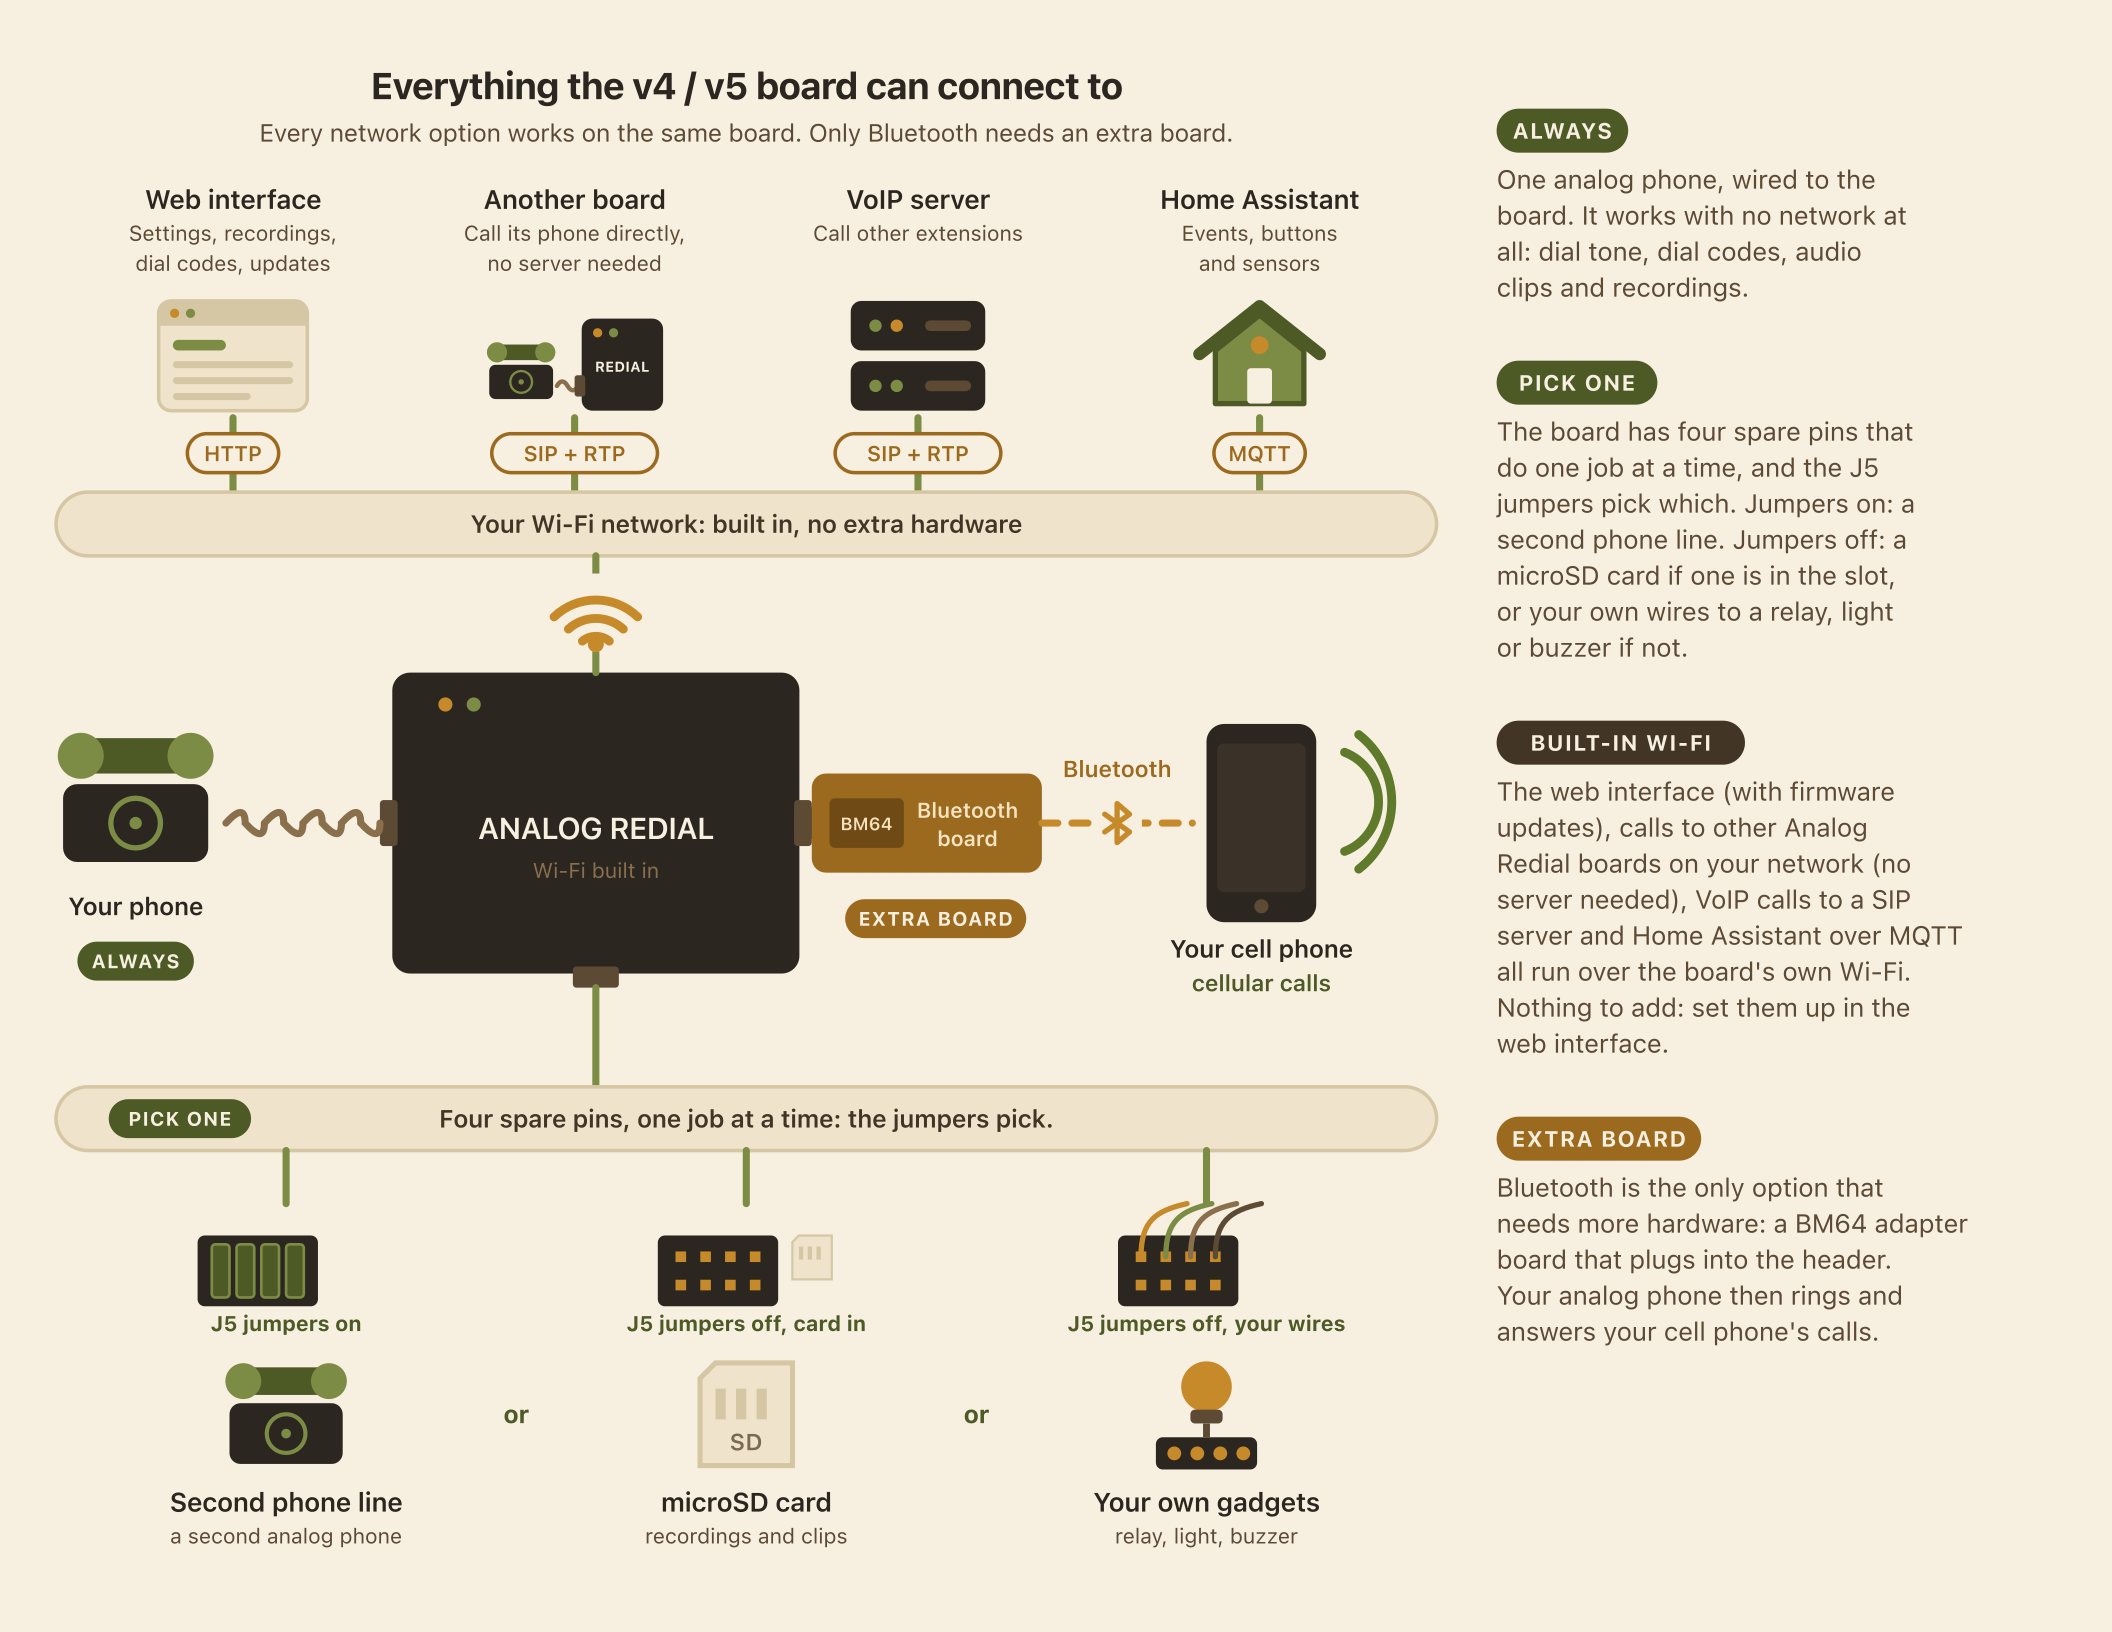 Everything the v4 / v5 board can connect to
Every network option works on the same board. Only Bluetooth needs an extra board.
Web interface
Settings, recordings,
dial codes, updates
HTTP
Another board
Call its phone directly,
no server needed
REDIAL
SIP + RTP
VoIP server
Call other extensions
SIP + RTP
Home Assistant
Events, buttons
and sensors
MQTT
Your Wi-Fi network: built in, no extra hardware
Your phone
ALWAYS
ANALOG REDIAL
Wi-Fi built in
BM64
Bluetooth
board
EXTRA BOARD
Bluetooth
Your cell phone
cellular calls
PICK ONE
Four spare pins, one job at a time: the jumpers pick.
J5 jumpers on
Second phone line
a second analog phone
or
J5 jumpers off, card in
SD
microSD card
recordings and clips
or
J5 jumpers off, your wires
Your own gadgets
relay, light, buzzer
ALWAYS
One analog phone, wired to the
board. It works with no network at
all: dial tone, dial codes, audio
clips and recordings.
PICK ONE
The board has four spare pins that
do one job at a time, and the J5
jumpers pick which. Jumpers on: a
second phone line. Jumpers off: a
microSD card if one is in the slot,
or your own wires to a relay, light
or buzzer if not.
BUILT-IN WI-FI
The web interface (with firmware
updates), calls to other Analog
Redial boards on your network (no
server needed), VoIP calls to a SIP
server and Home Assistant over MQTT
all run over the board's own Wi-Fi.
Nothing to add: set them up in the
web interface.
EXTRA BOARD
Bluetooth is the only option that
needs more hardware: a BM64 adapter
board that plugs into the header.
Your analog phone then rings and
answers your cell phone's calls.